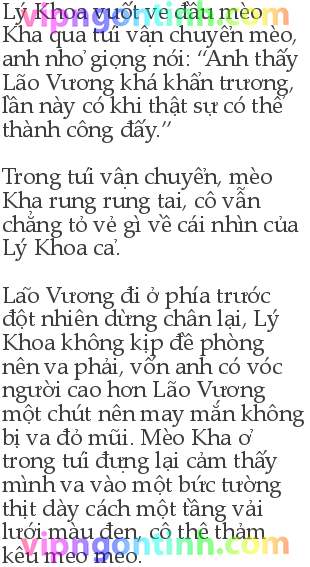 Lý Khoa vuốt ve đầu mèo
Kha qua túi vận chuyển mèo,
anh nhỏ giọng nói: “Anh thấy
Lão Vương khá khẩn trương,
lần này có khi thật sự có thể
thành công đấy.”
Trong túi vận chuyển, mèo
Kha rung rung tai, cô vẫn
chẳng tỏ vẻ gì về cái nhìn của
Lý Khoa cả.
Lão Vương đi ở phía trước
đột nhiên dừng chân lại, Lý
Khoa không kịp đề phòng
nên va phải, vốn anh có vóc
người cao hơn Lão Vương
một chút nên may mắn không
bị va đỏ mũi. Mèo Kha ở
trong túi đựng lại cảm thấy
mình va vào một bức tường
thịt dày cách một tầng vải
lưới màu đen, cô thê thảm
kêu meo meo.
vipngontinh.com
vipngontinh.com